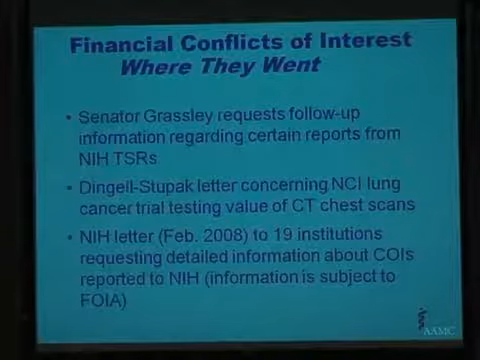 Financial Conflicts of Interest
Where They Went
• Senator Grassley requests follow-up
information regarding certain reports from
NIH TSRs
• Dingell-Stupak letter concerning NCI lung
cancer trial testing value of CT chest scans
• NIH letter (Feb. 2008) to 19 institutions
requesting detailed information about COIs
reported to NIH (information is subject to
FOIA)
AAMC